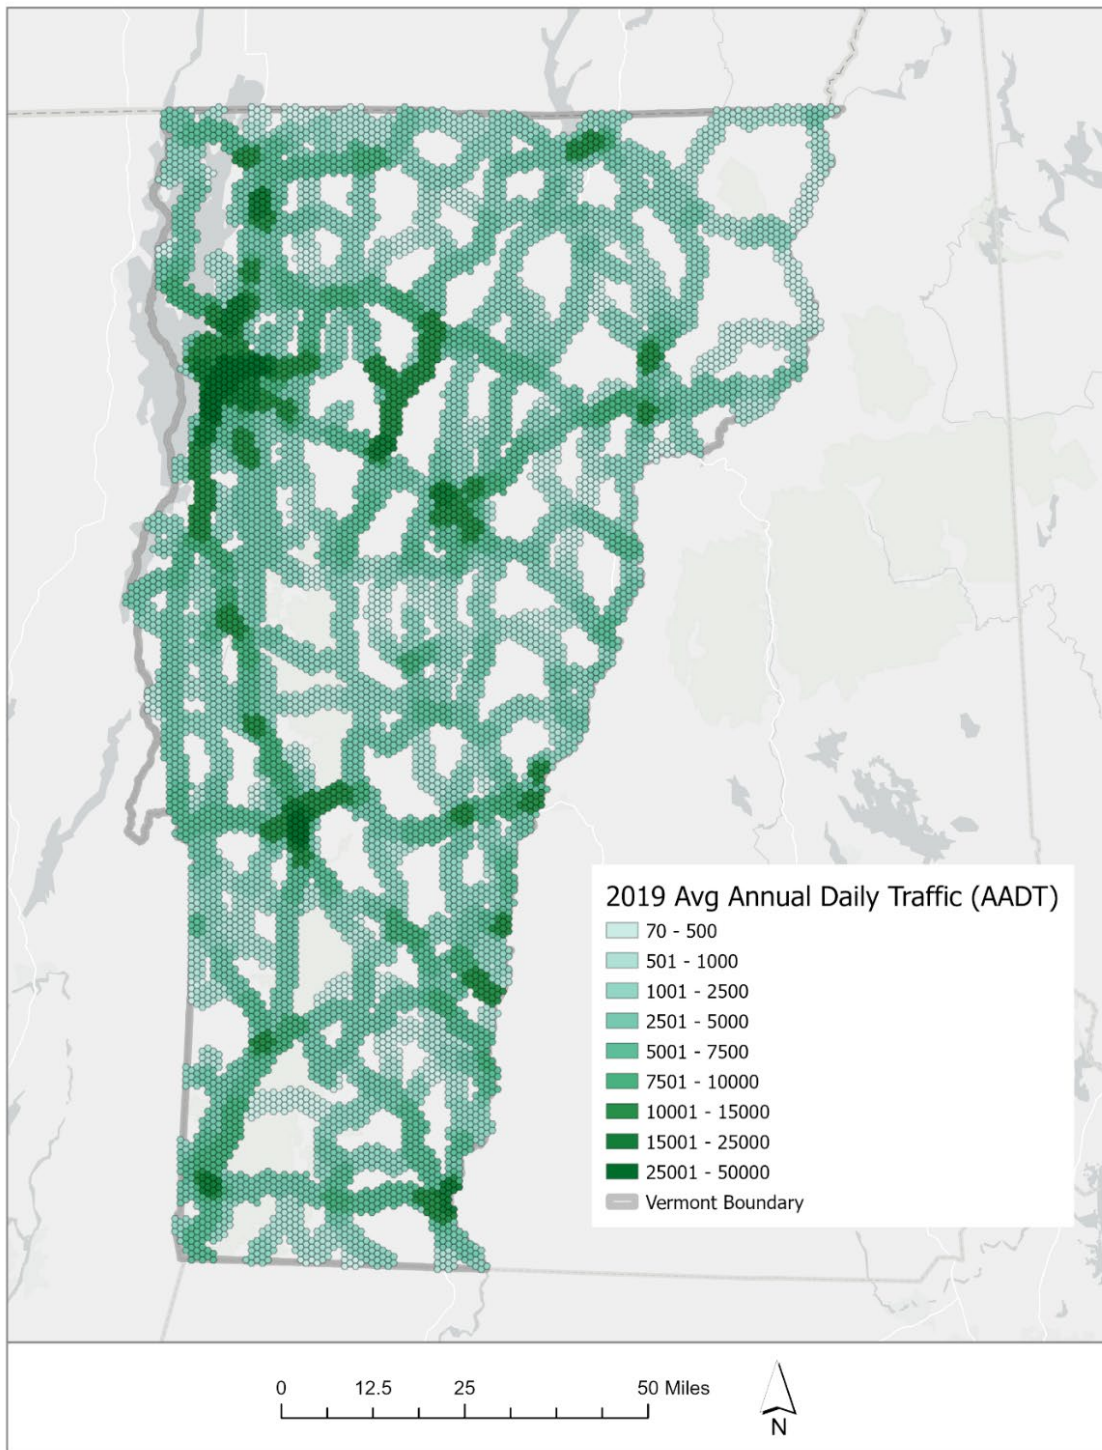 2019 Avg Annual Daily Traffic (AADT)
70 - 500
501 - 1000
1001 - 2500
2501 - 5000
5001 - 7500
7501 - 10000
10001 - 15000
15001 - 25000
25001 - 50000
Vermont Boundary
0 12.5 25 50 Miles
N